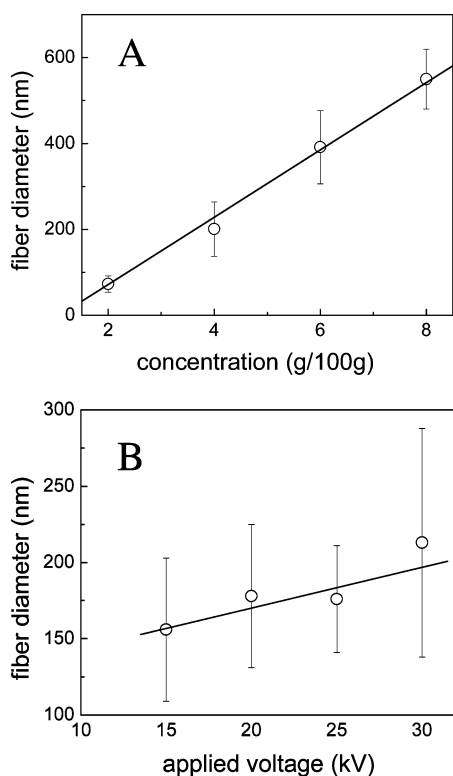 A
600
400
200
0
2 4 6 8
fiber diameter (nm)
concentration (g/100g)
B
300
250
200
150
100
10 15 20 25 30
fiber diameter (nm)
applied voltage (kV)